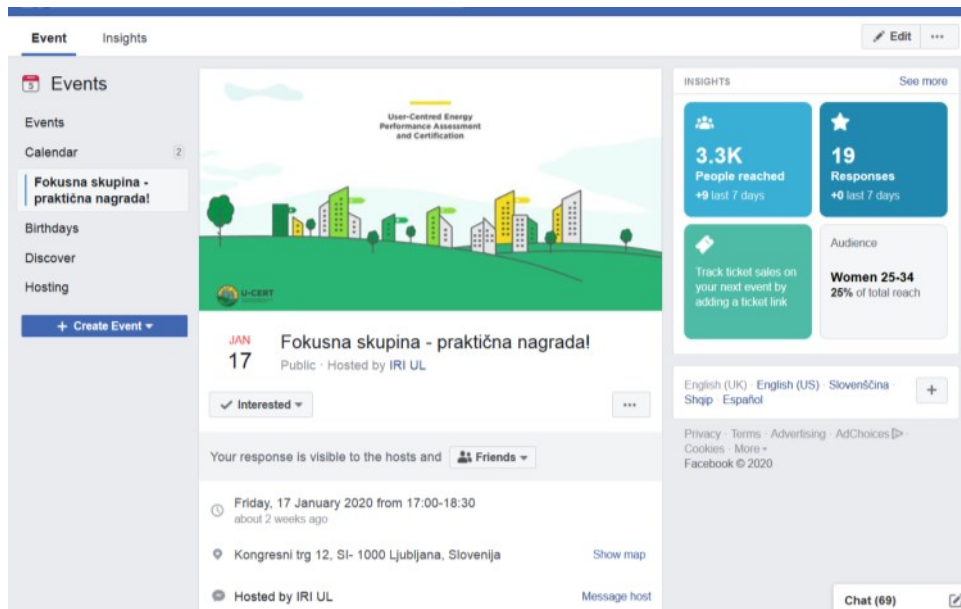 Event Insights
Edit
Events
Events
Calendar 2
Fokusna skupina -
praktična nagrada!
Birthdays
Discover
Hosting
+ Create Event
User-Centred Energy
Performance Assessment
and Certification
U-CERT
JAN
17
Fokusna skupina - praktična nagrada!
Public · Hosted by IRI UL
Interested
Your response is visible to the hosts and Friends
Friday, 17 January 2020 from 17:00-18:30
about 2 weeks ago
Kongresni trg 12, SI- 1000 Ljubljana, Slovenija Show map
Hosted by IRI UL Message host
INSIGHTS See more
3.3K
People reached
+9 last 7 days
19
Responses
+0 last 7 days
Track ticket sales on
your next event by
adding a ticket link
Audience
Women 25-34
25% of total reach
English (UK) · English (US) · Slovenščina ·
Shqip · Español
Privacy · Terms · Advertising · AdChoices ·
Cookies · More
Facebook © 2020
Chat (69)